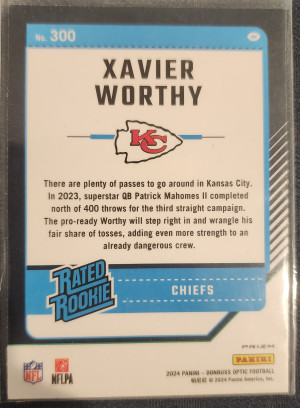 No. 300
XAVIER
WORTHY
KC
There are plenty of passes to go around in Kansas City.
In 2023, superstar QB Patrick Mahomes II completed
north of 400 throws for the third straight campaign.
The pro-ready Worthy will step right in and wrangle his
fair share of tosses, adding even more strength to an
already dangerous crew.
RATED
ROOKIE
CHIEFS
PRIZM
PANINI
NFL
NFLPA
2024 PANINI - DONRUSS OPTIC FOOTBALL
© 2024 Panini America, Inc.